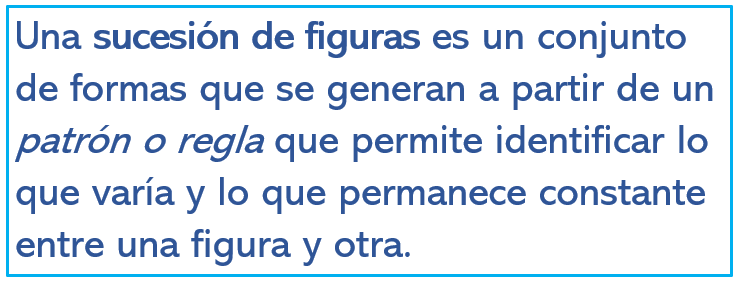 Una sucesión de figuras es un conjunto
de formas que se generan a partir de un
patrón o regla que permite identificar lo
que varía y lo que permanece constante
entre una figura y otra.